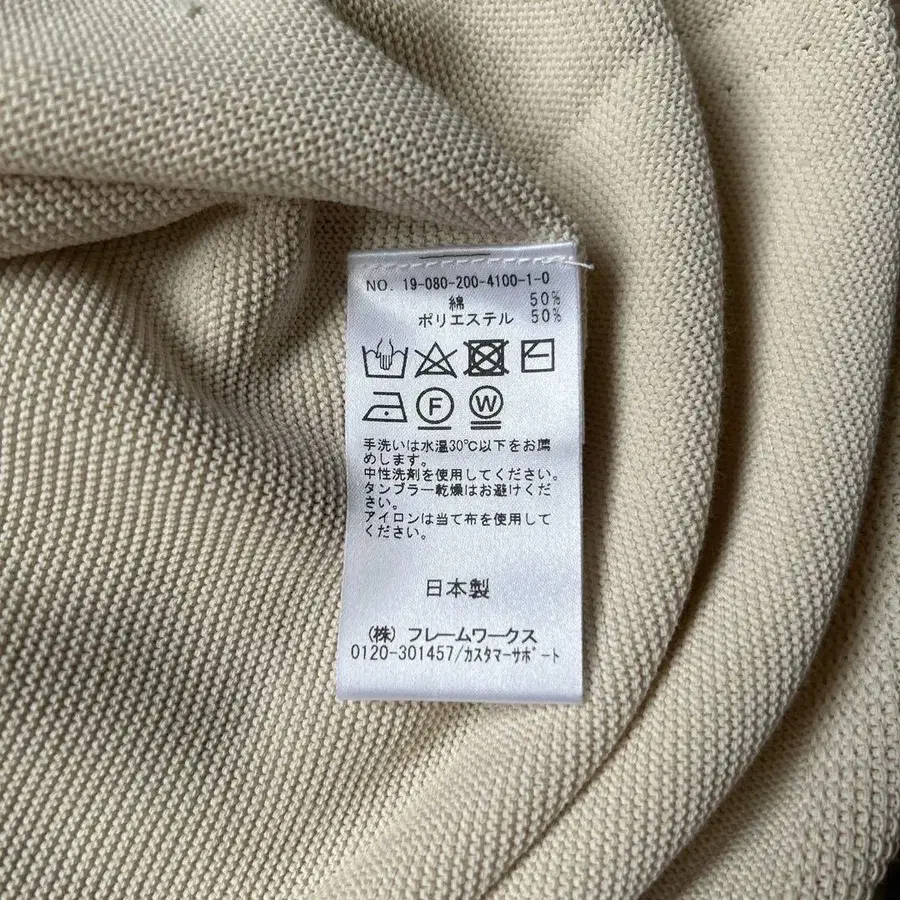 NO. 19-080-200-4100-1-0
綿 50%
ポリエステル 50%
F W
手洗いは水温30℃以下をお薦
めします。
中性洗剤を使用してください。
タンブラー乾燥はお避けくだ
さい。
アイロンは当て布を使用して
ください。
日本製
(株) フレームワークス
0120-301457/カスタマーサポート